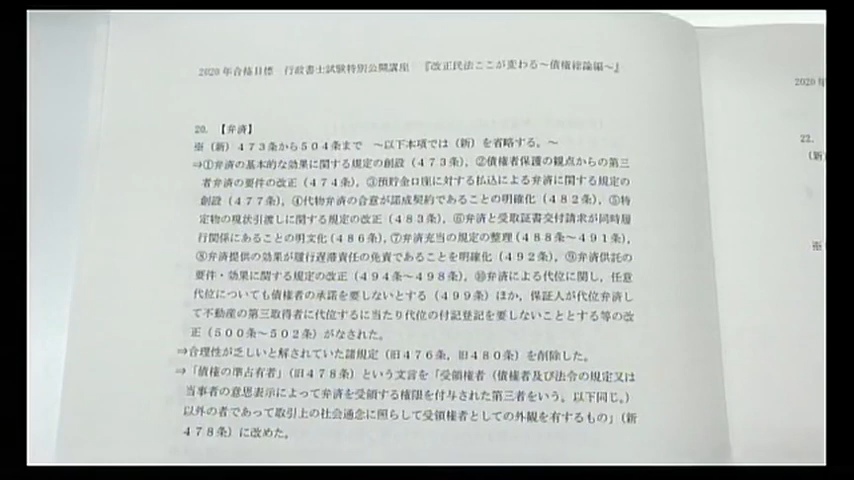 2020年合格目標 行政書士試験特別公開講座 『改正民法ここが変わる～債権総論編～』
20. 【弁済】
※（新）４７３条から５０４条まで ～以下本項では（新）を省略する。～
⇒①弁済の基本的な効果に関する規定の創設（４７３条），②債権者保護の観点からの第三
者弁済の要件の改正（４７４条），③預貯金口座に対する払込による弁済に関する規定の
創設（４７７条），④代物弁済の合意が諾成契約であることの明確化（４８２条），⑤特
定物の現状引渡しに関する規定の改正（４８３条），⑥弁済と受取証書交付請求が同時履
行関係にあることの明文化（４８６条），⑦弁済充当の規定の整理（４８８条～４９１条），
⑧弁済提供の効果が履行遅滞責任の免責であることを明確化（４９２条），⑨弁済供託の
要件・効果に関する規定の改正（４９４条～４９８条），⑩弁済による代位に関し，任意
代位についても債権者の承諾を要しないとする（４９９条）ほか，保証人が代位弁済し
て不動産の第三取得者に代位するに当たり代位の付記登記を要しないこととする等の改
正（５００条～５０２条）がなされた。
⇒合理性が乏しいと解されていた諸規定（旧４７６条，旧４８０条）を削除した。
⇒「債権の準占有者」（旧４７８条）という文言を「受領権者（債権者及び法令の規定又は
当事者の意思表示によって弁済を受領する権限を付与された第三者をいう。以下同じ。）
以外の者であって取引上の社会通念に照らして受領権者としての外観を有するもの」（新
４７８条）に改めた。
2020年
22.
（新）
※